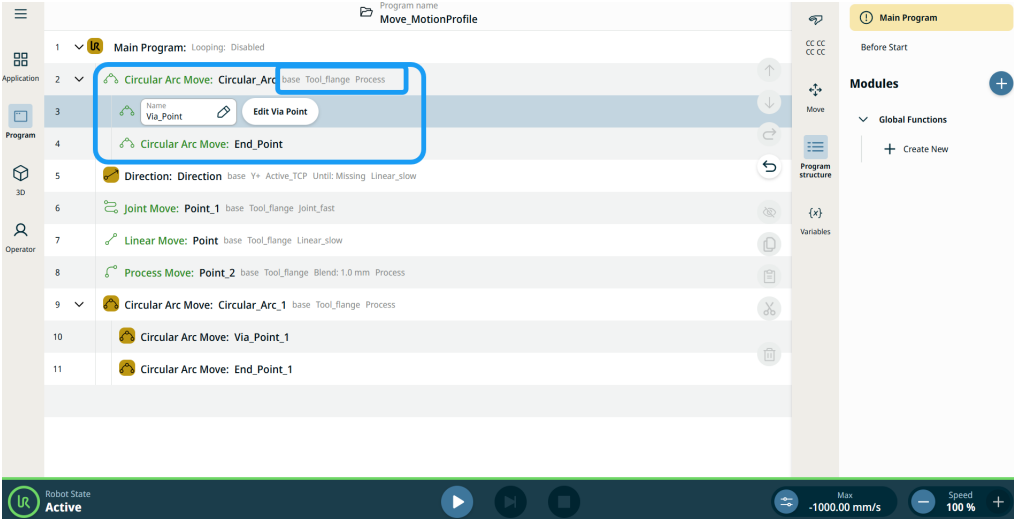 Program name
Move_MotionProfile
Application
Program
3D
Operator
1 Main Program: Looping: Disabled
2 Circular Arc Move: Circular_Arc base Tool_flange Process
3 Name
Via_Point Edit Via Point
4 Circular Arc Move: End_Point
5 Direction: Direction base Y+ Active_TCP Until: Missing Linear_slow
6 Joint Move: Point_1 base Tool_flange Joint_fast
7 Linear Move: Point base Tool_flange Linear_slow
8 Process Move: Point_2 base Tool_flange Blend: 1.0 mm Process
9 Circular Arc Move: Circular_Arc_1 base Tool_flange Process
10 Circular Arc Move: Via_Point_1
11 Circular Arc Move: End_Point_1
CC CC
CC CC
Move
Program
structure
{x}
Variables
Main Program
Before Start
Modules
Global Functions
Create New
UR
Robot State
Active
Max
-1000.00 mm/s
Speed
100 %